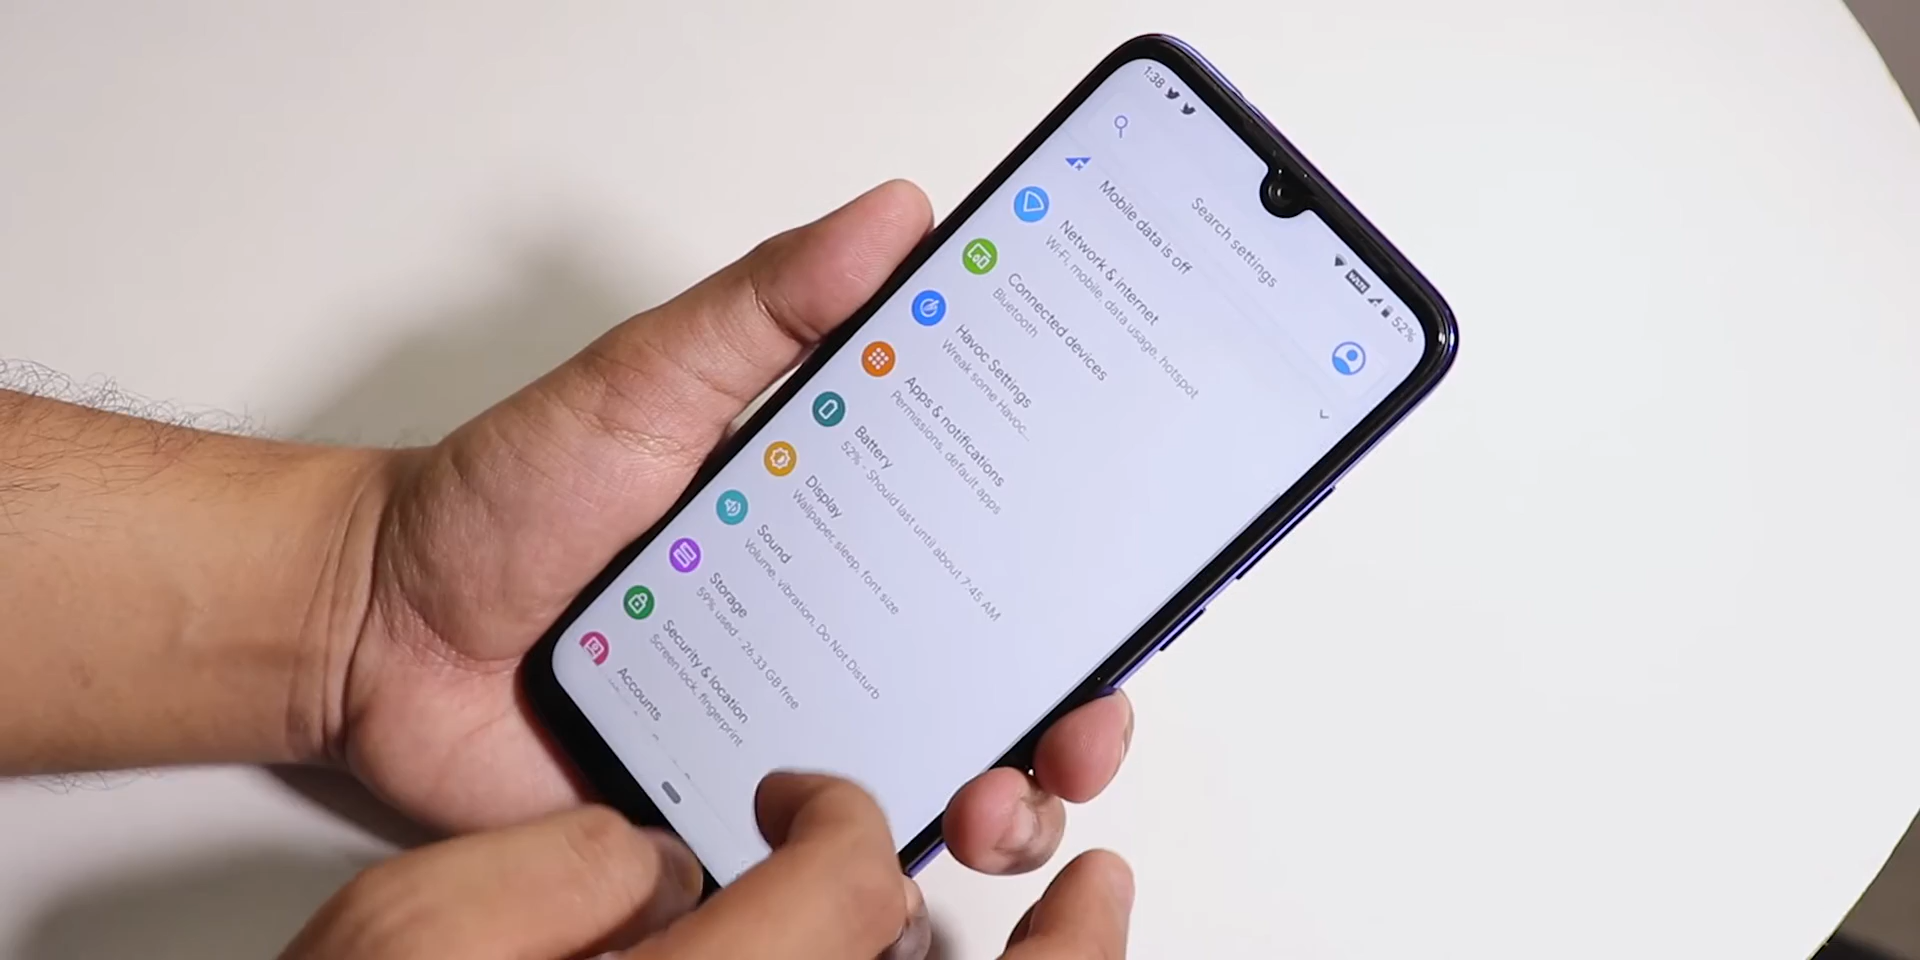 1:38
52%
Search settings
Mobile data is off
Network & internet
Wi-Fi, mobile, data usage, hotspot
Connected devices
Bluetooth
Havoc Settings
Wreak some Havoc...
Apps & notifications
Permissions, default apps
Battery
52% - Should last until about 7:45 AM
Display
Wallpaper, sleep, font size
Sound
Volume, vibration, Do Not Disturb
Storage
59% used - 26.33 GB free
Security & location
Screen lock, fingerprint
Accounts